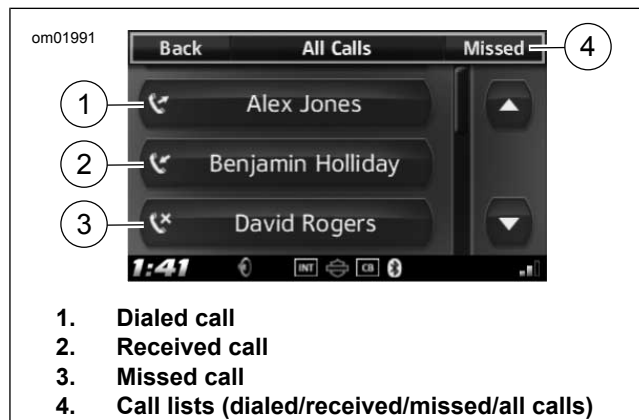 om01991
Back All Calls Missed
4
1
Alex Jones
2
Benjamin Holliday
3
David Rogers
1:41 INT CB
1. Dialed call
2. Received call
3. Missed call
4. Call lists (dialed/received/missed/all calls)